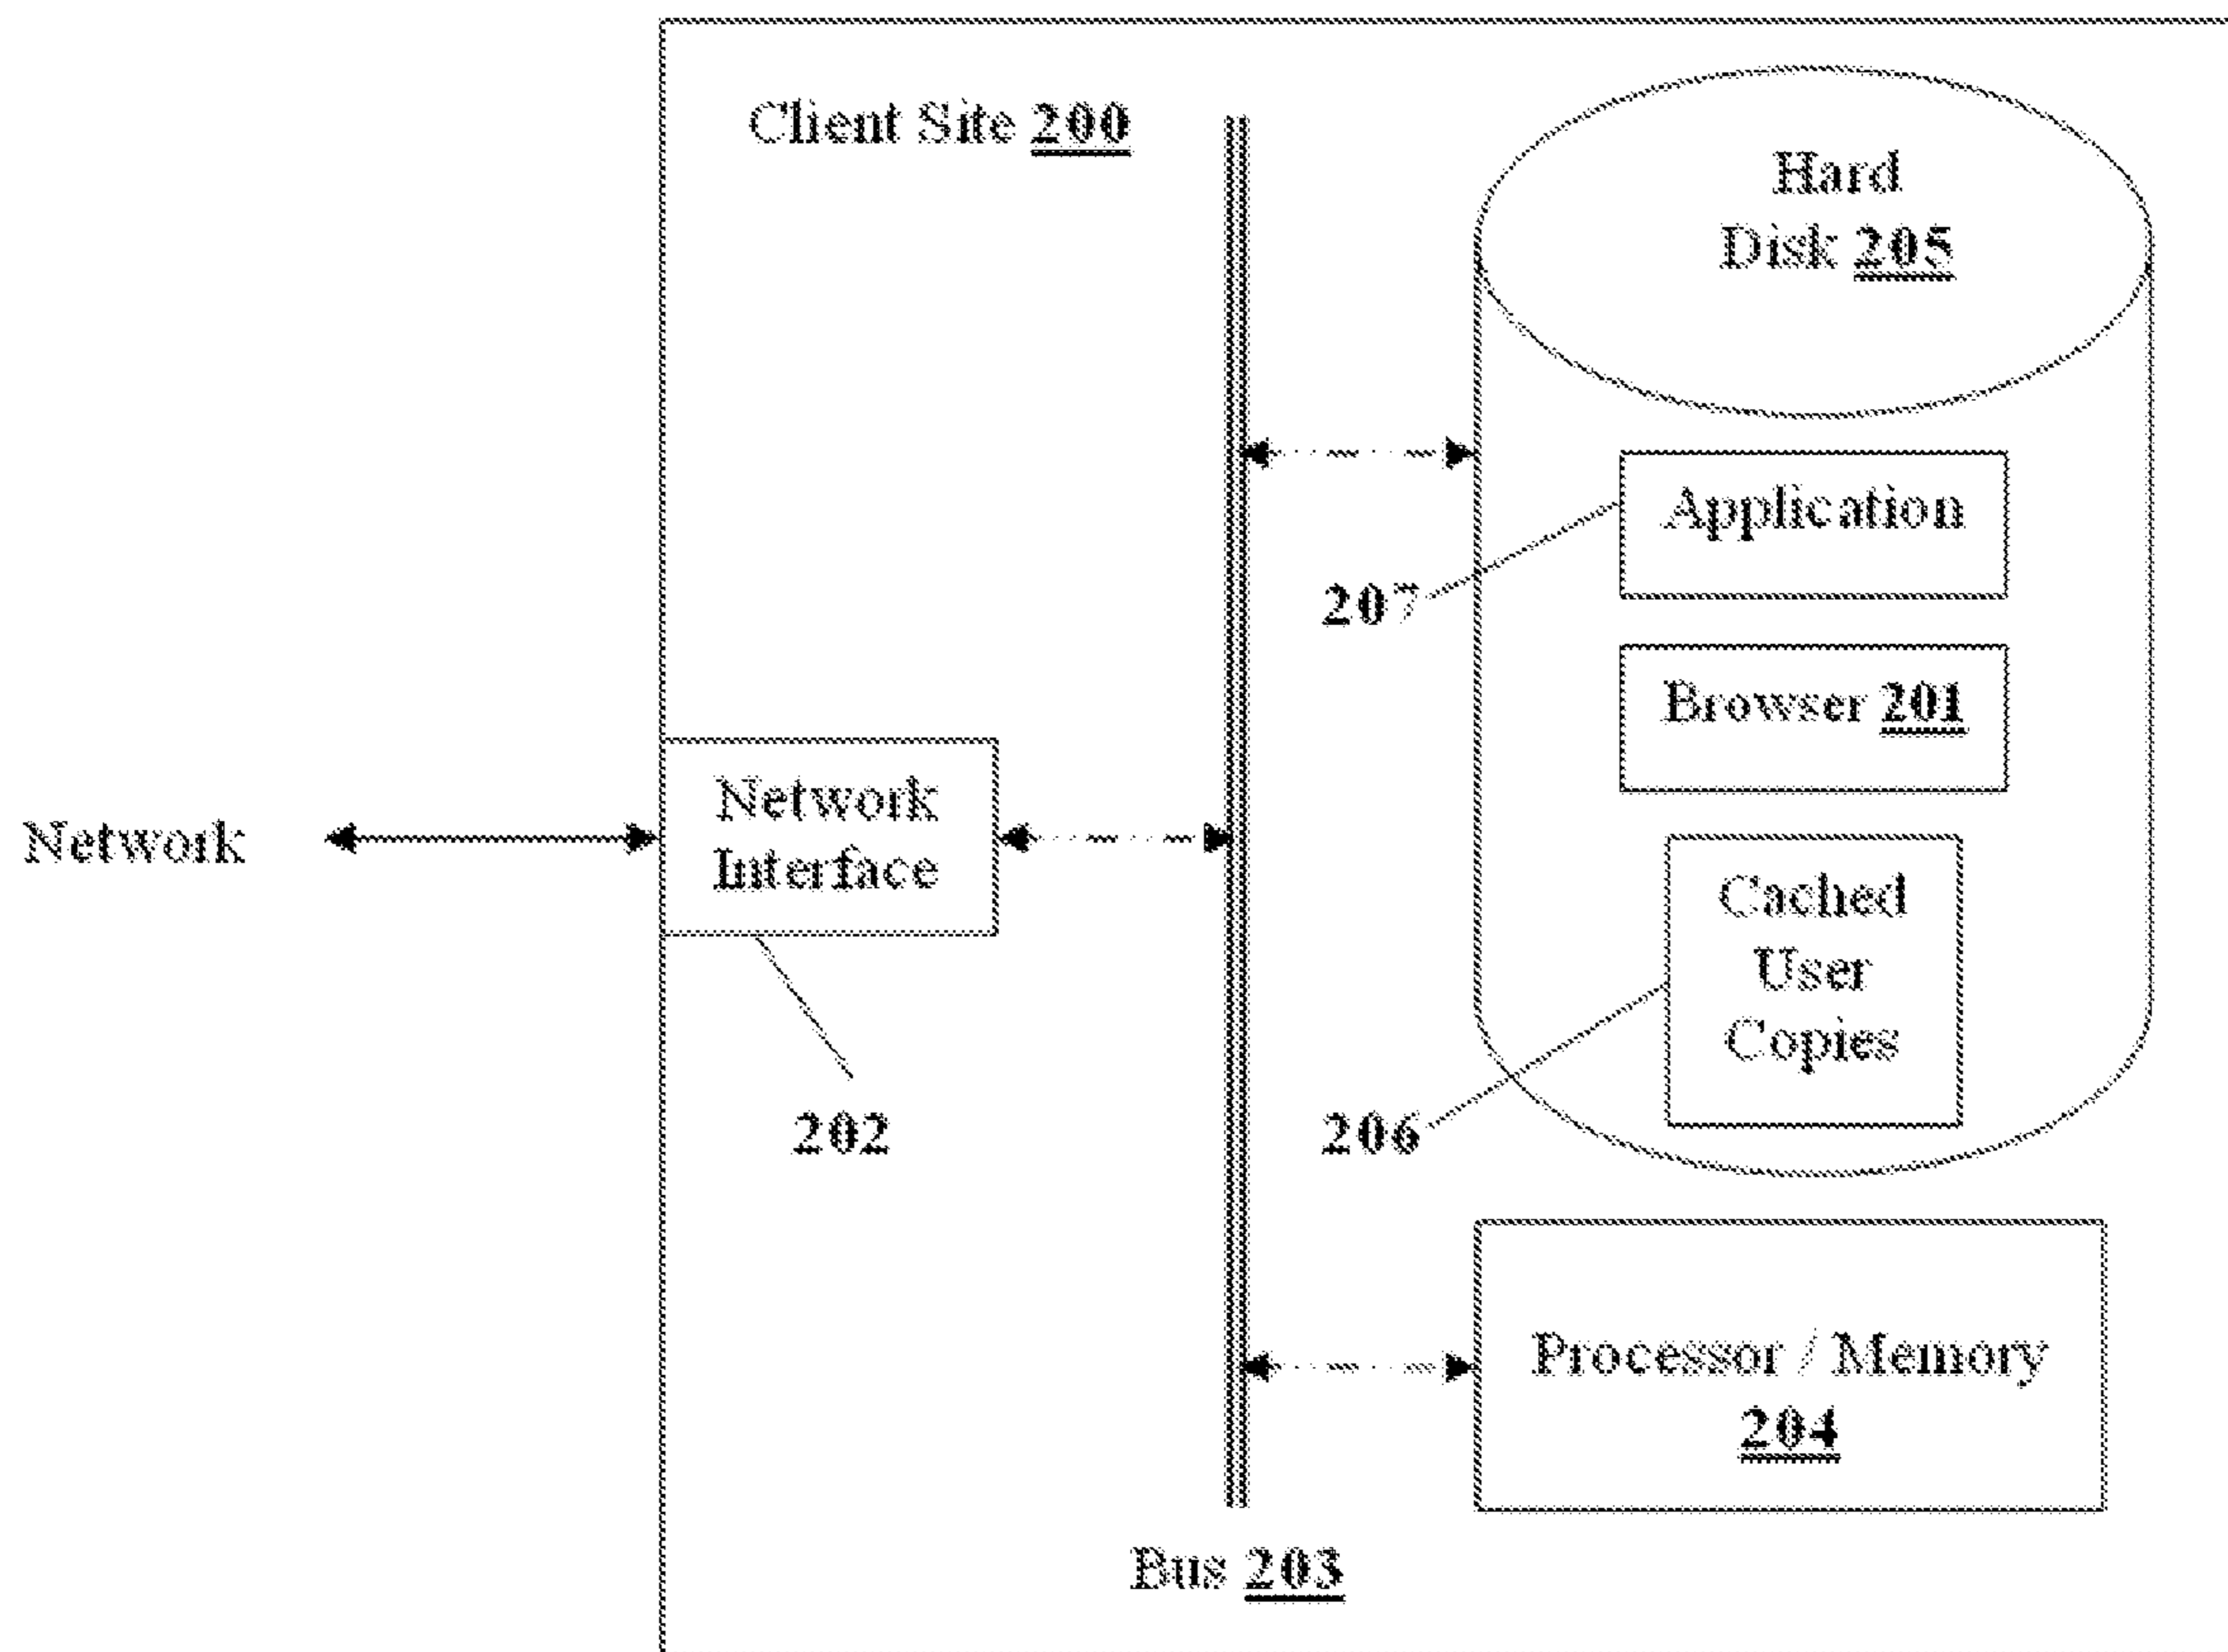 Client Site 200
Hard
Disk 205
Application
207
Browser 201
Network
Interface
Network
Cached
User
Copies
202
206
Processor / Memory
204
Bus 203